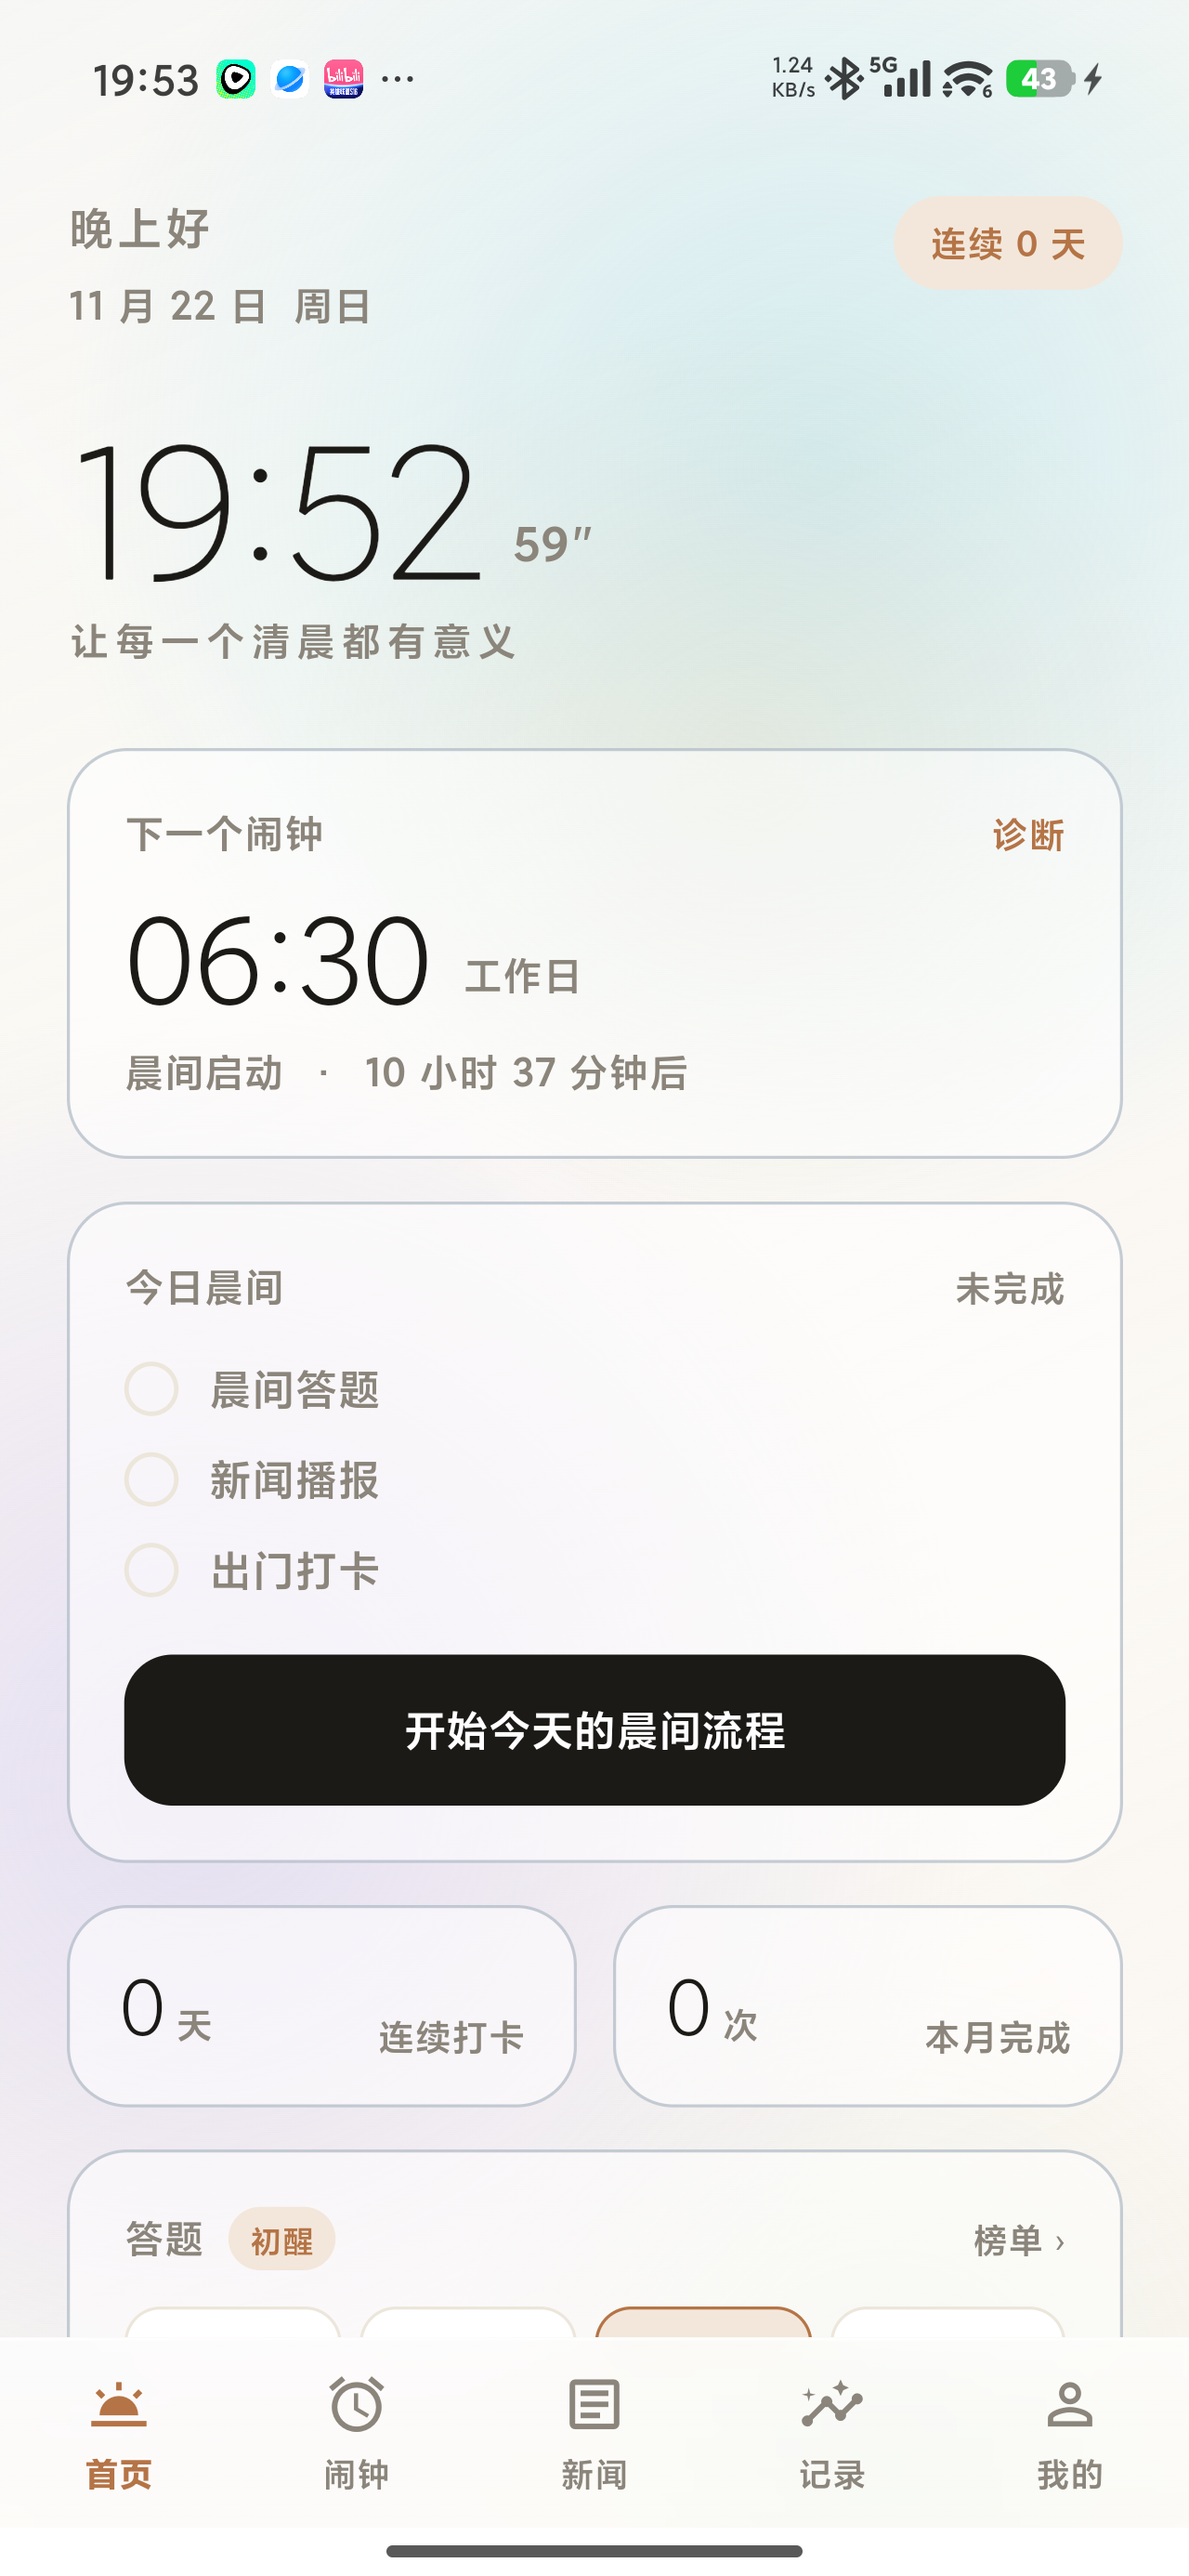 19:53 ··· 1.24 KB/s 5G 6 43
晚上好
连续 0 天
11 月 22 日 周日
19:52 59″
让每一个清晨都有意义
下一个闹钟 诊断
06:30 工作日
晨间启动 · 10 小时 37 分钟后
今日晨间 未完成
晨间答题
新闻播报
出门打卡
开始今天的晨间流程
0 天 连续打卡
0 次 本月完成
答题 初醒 榜单 ›
首页 闹钟 新闻 记录 我的